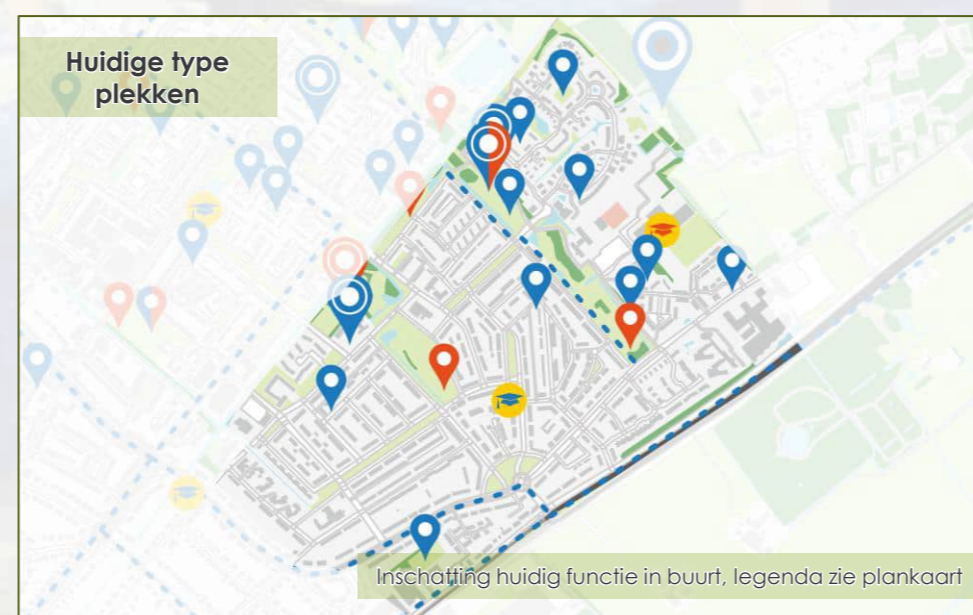 Huidige type
plekken
Inschatting huidig functie in buurt, legenda zie plankaart